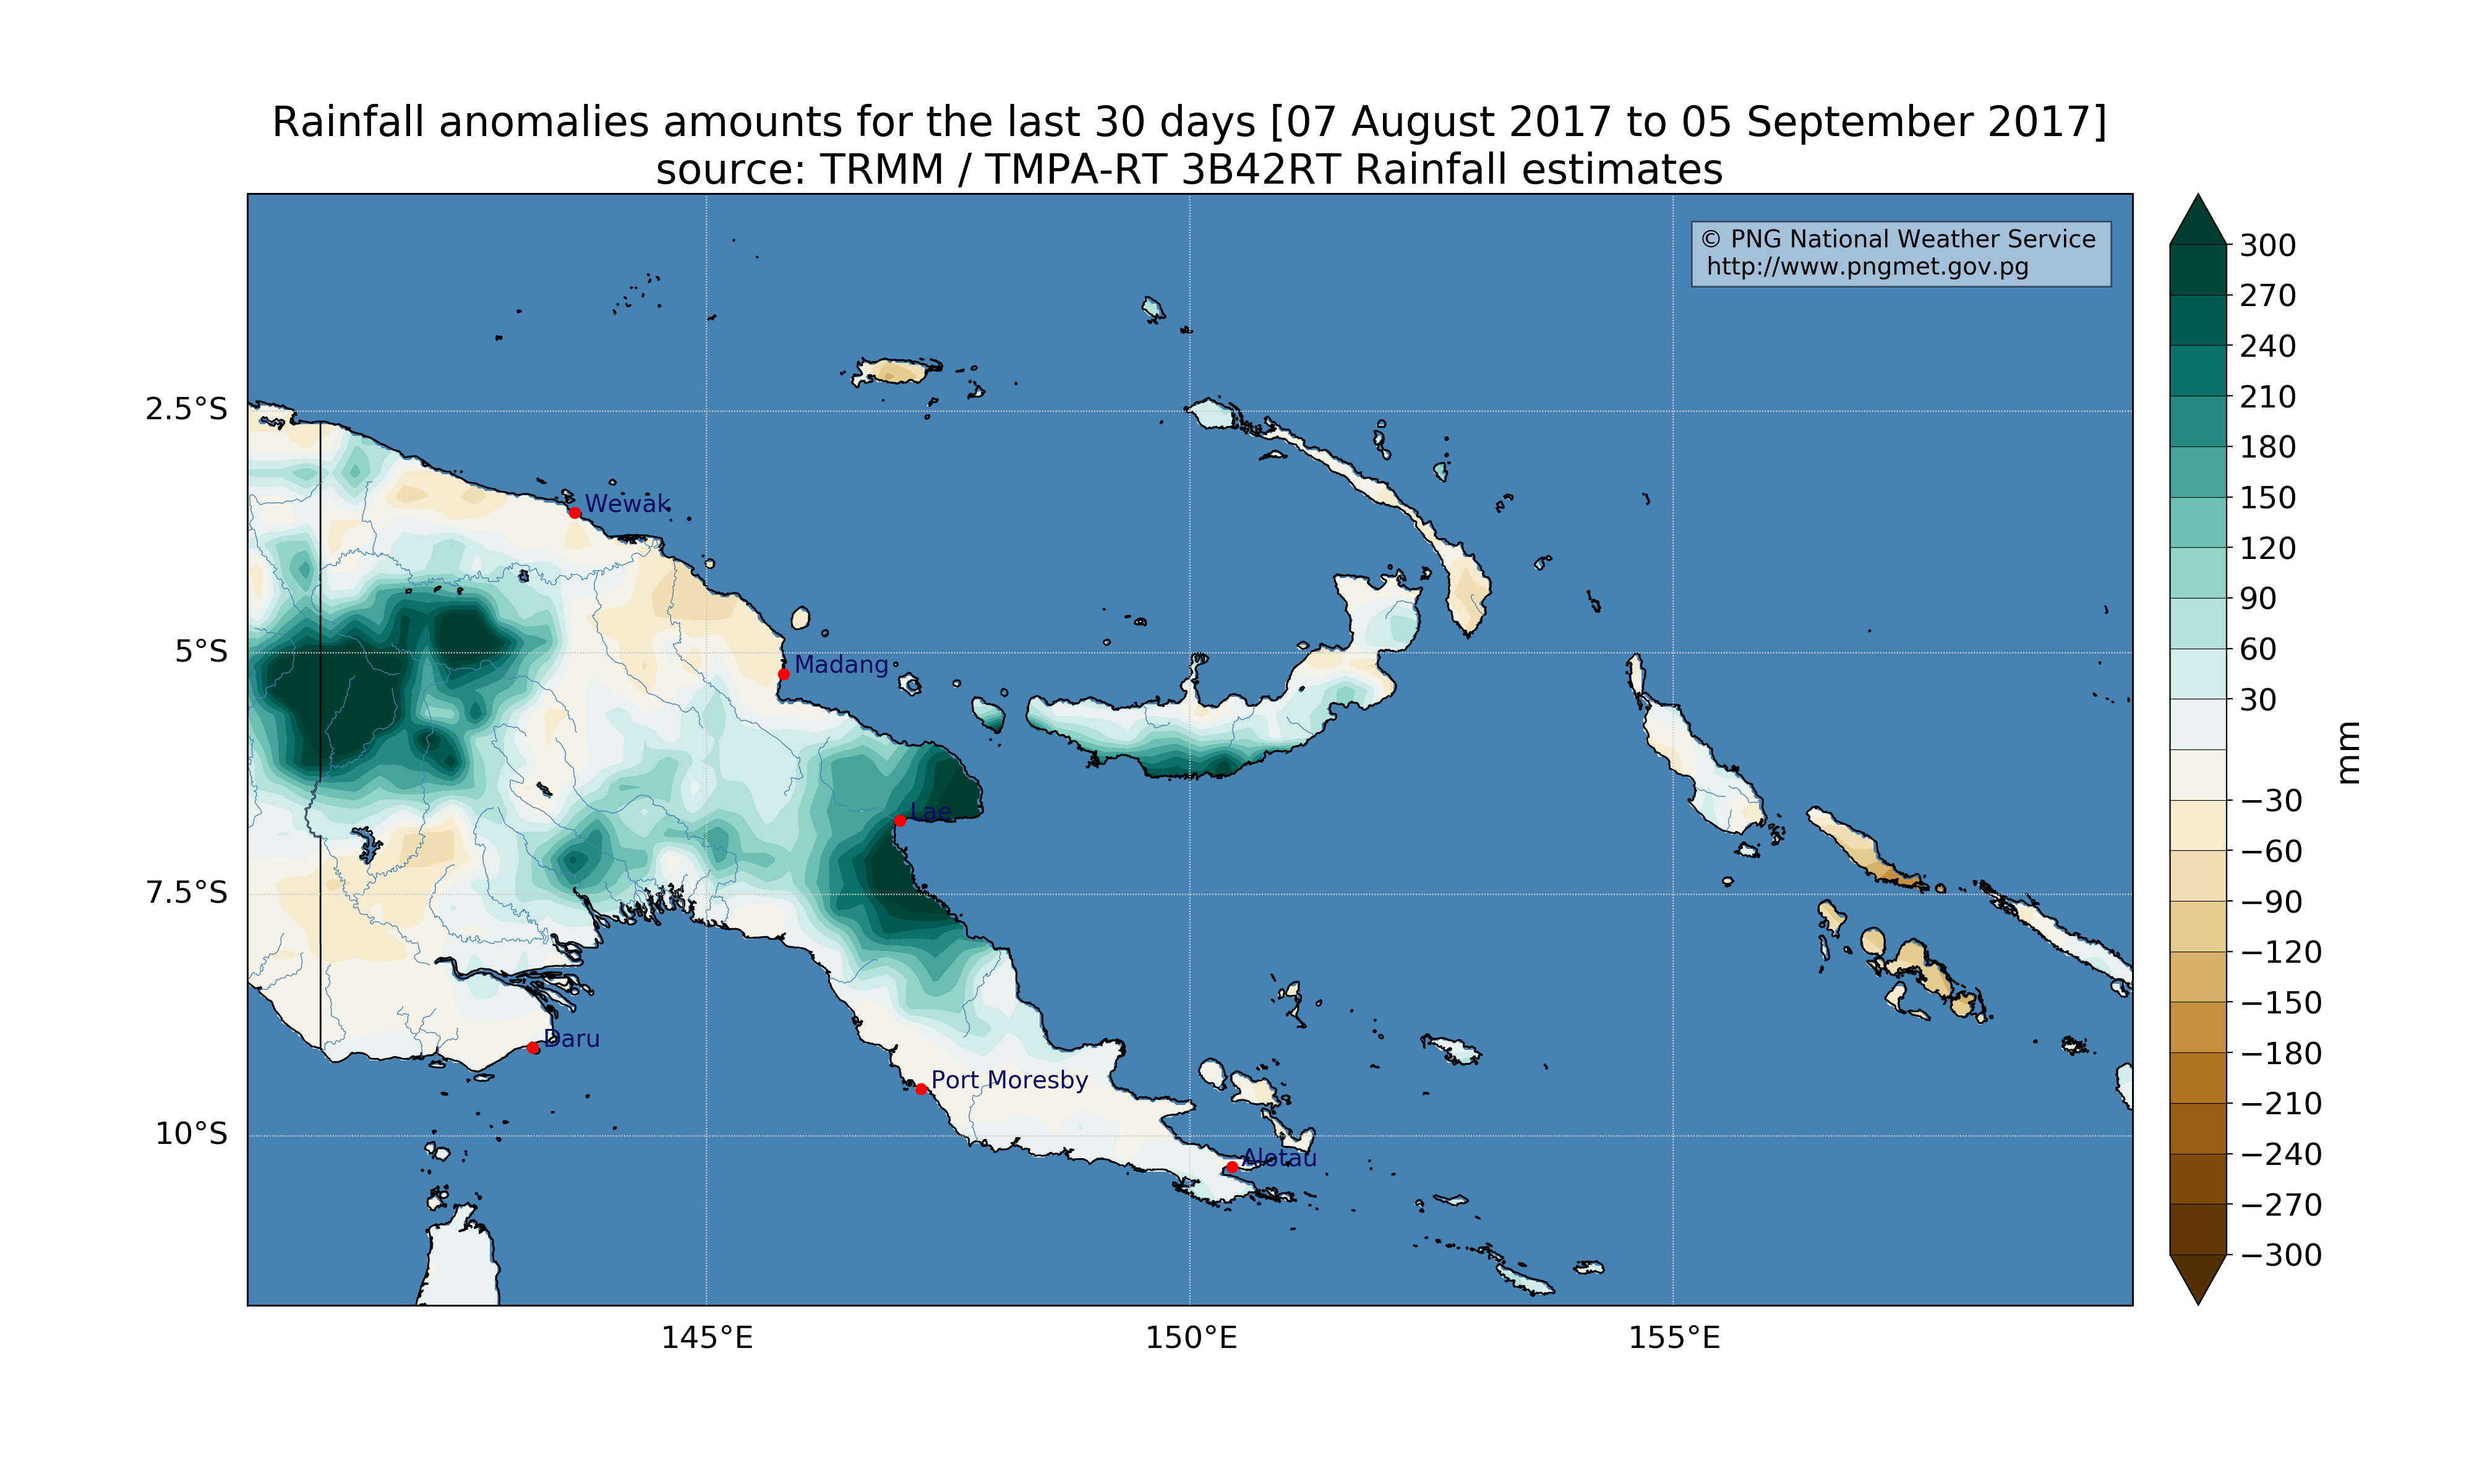 Rainfall anomalies amounts for the last 30 days [07 August 2017 to 05 September 2017]
source: TRMM / TMPA-RT 3B42RT Rainfall estimates
© PNG National Weather Service
http://www.pngmet.gov.pg
2.5°S
5°S
7.5°S
10°S
Wewak
Madang
Lae
Daru
Port Moresby
Alotau
145°E
150°E
155°E
300
270
240
210
180
150
120
90
60
30
−30
−60
−90
−120
−150
−180
−210
−240
−270
−300
mm